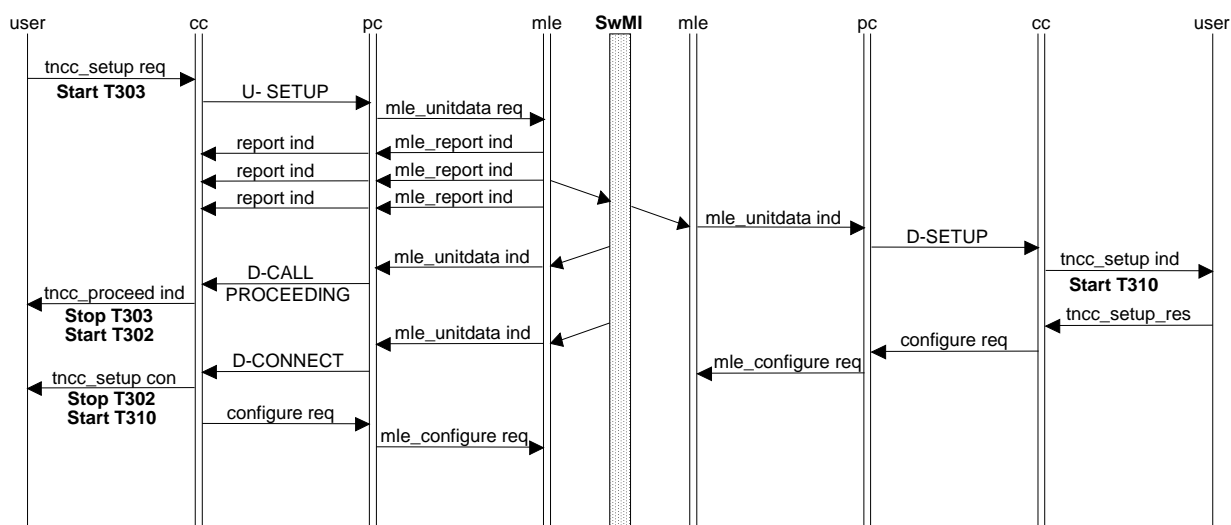 user cc pc mle SwMI mle pc cc user
tncc_setup req
Start T303
U- SETUP
mle_unitdata req
report ind mle_report ind
report ind mle_report ind
report ind mle_report ind
mle_unitdata ind
D-SETUP
mle_unitdata ind
tncc_setup ind
D-CALL
PROCEEDING
Start T310
tncc_proceed ind
Stop T303
Start T302
tncc_setup_res
mle_unitdata ind
configure req
D-CONNECT
mle_configure req
tncc_setup con
Stop T302
Start T310
configure req
mle_configure req